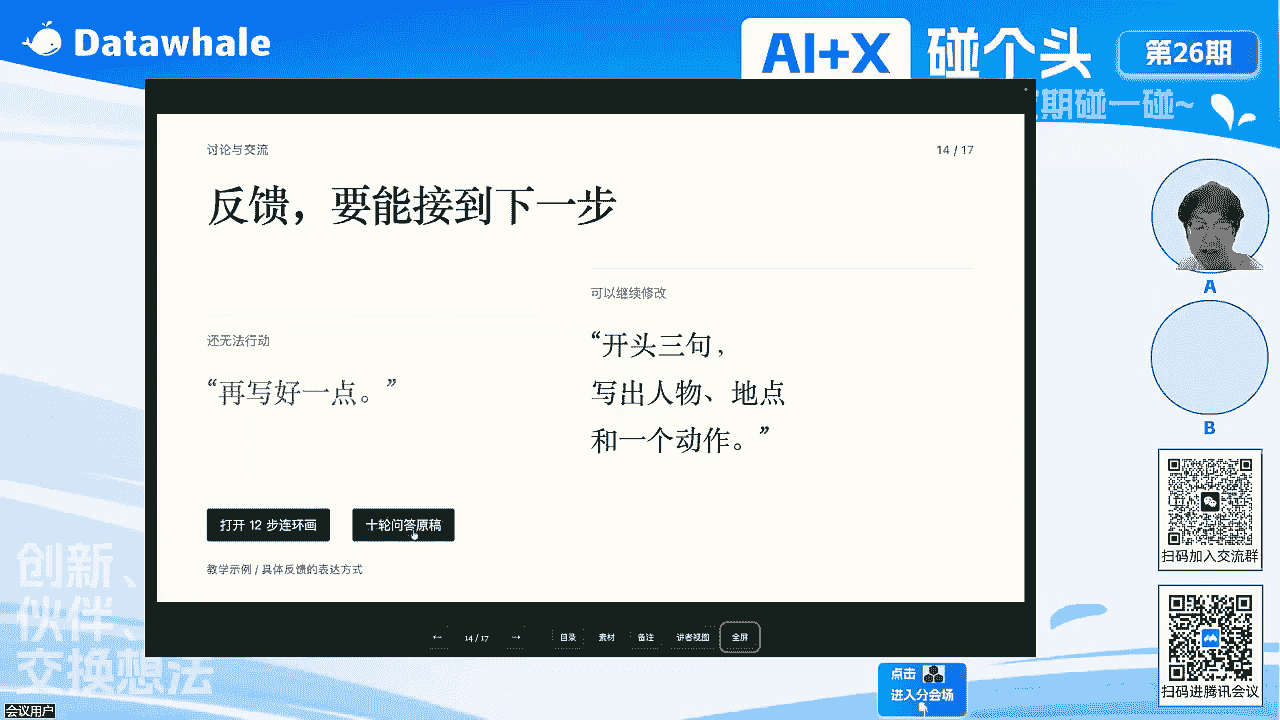 Datawhale
AI+X 碰个头 第26期
期碰一碰~
讨论与交流
14 / 17
反馈，要能接到下一步
还无法行动
“再写好一点。”
可以继续修改
“开头三句，
写出人物、地点
和一个动作。”
打开 12 步连环画
十轮问答原稿
教学示例 / 具体反馈的表达方式
← 14 / 17 → 目录 素材 备注 讲者视图 全屏
A
B
扫码加入交流群
扫码进腾讯会议
点击
进入分会场
创新、
伙伴、
交换想法
会议用户